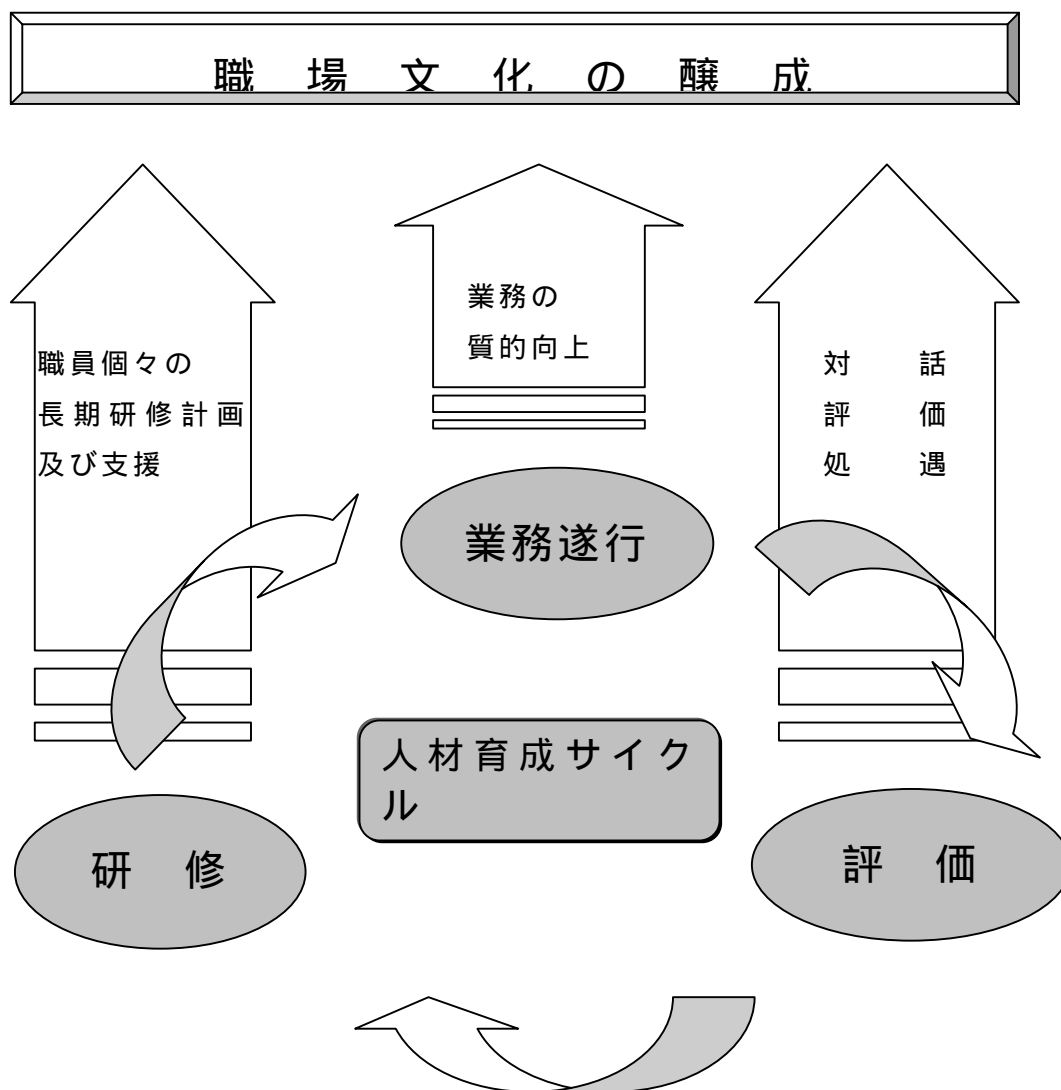 職場文化の醸成
業務の
質的向上
職員個々の
長期研修計画
及び支援
対話
評価
処遇
業務遂行
人材育成サイク
ル
研修
評価